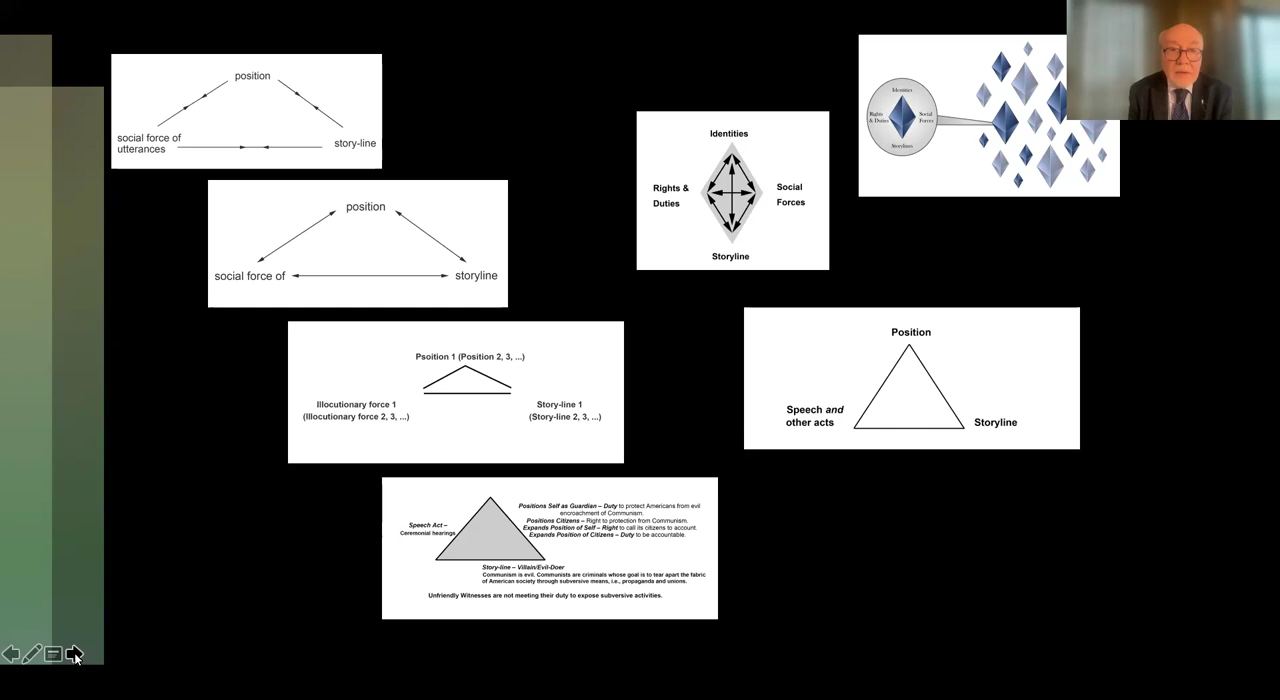 position
social force of
utterances
story-line
position
social force of
storyline
Psoition 1 (Position 2, 3, ...)
Illocutionary force 1
(Illocutionary force 2, 3, ...)
Story-line 1
(Story-line 2, 3, ...)
Speech Act –
Ceremonial hearings
Positions Self as Guardian – Duty to protect Americans from evil
encroachment of Communism.
Positions Citizens – Right to protection from Communism.
Expands Position of Self – Right to call its citizens to account.
Expands Position of Citizens – Duty to be accountable.
Story-line – Villain/Evil-Doer
Communism is evil. Communists are criminals whose goal is to tear apart the fabric
of American society through subversive means, i.e., propaganda and unions.
Unfriendly Witnesses are not meeting their duty to expose subversive activities.
Identities
Rights &
Duties
Social
Forces
Storyline
Identities
Rights
& Duties
Social
Forces
Storylines
Position
Speech and
other acts
Storyline